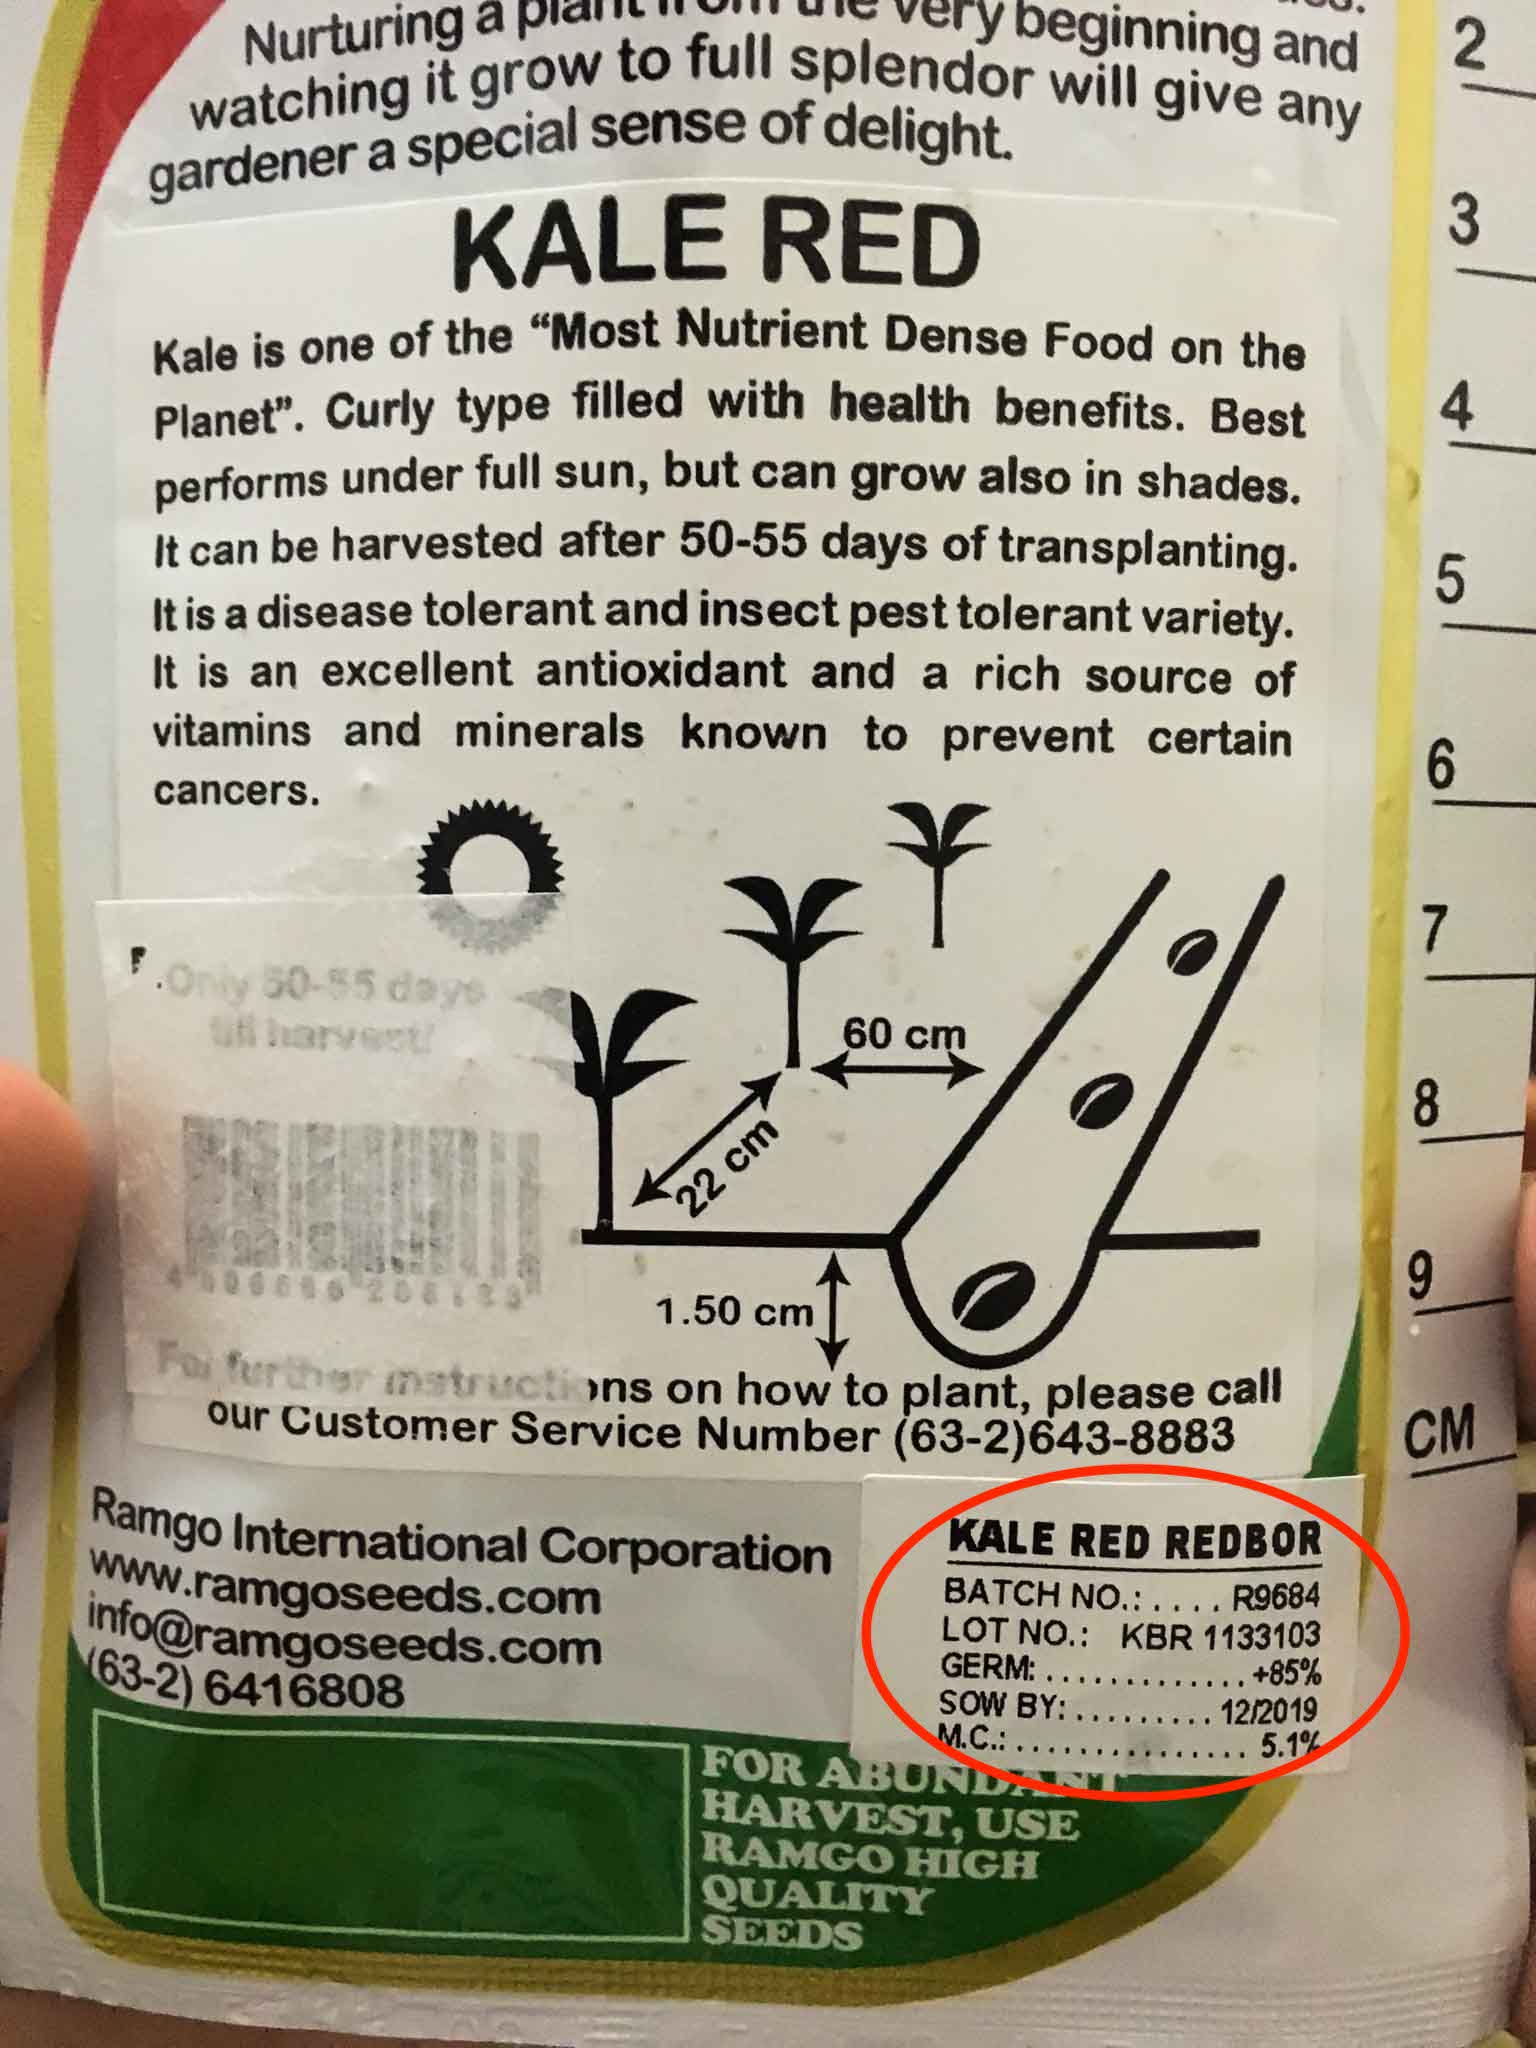 Nurturing a plant from the very beginning and
watching it grow to full splendor will give any
gardener a special sense of delight.
KALE RED
Kale is one of the “Most Nutrient Dense Food on the
Planet”. Curly type filled with health benefits. Best
performs under full sun, but can grow also in shades.
It can be harvested after 50-55 days of transplanting.
It is a disease tolerant and insect pest tolerant variety.
It is an excellent antioxidant and a rich source of
vitamins and minerals known to prevent certain
cancers.
Only 50-55 days
till harvest!
60 cm
22 cm
1.50 cm
For further instructions on how to plant, please call
our Customer Service Number (63-2)643-8883
Ramgo International Corporation
www.ramgoseeds.com
info@ramgoseeds.com
(63-2) 6416808
KALE RED REDBOR
BATCH NO.: .... R9684
LOT NO.: KBR 1133103
GERM: ............. +85%
SOW BY: ......... 12/2019
M.C.: ............... 5.1%
FOR ABUNDANT
HARVEST, USE
RAMGO HIGH
QUALITY
SEEDS
2
3
4
5
6
7
8
9
CM